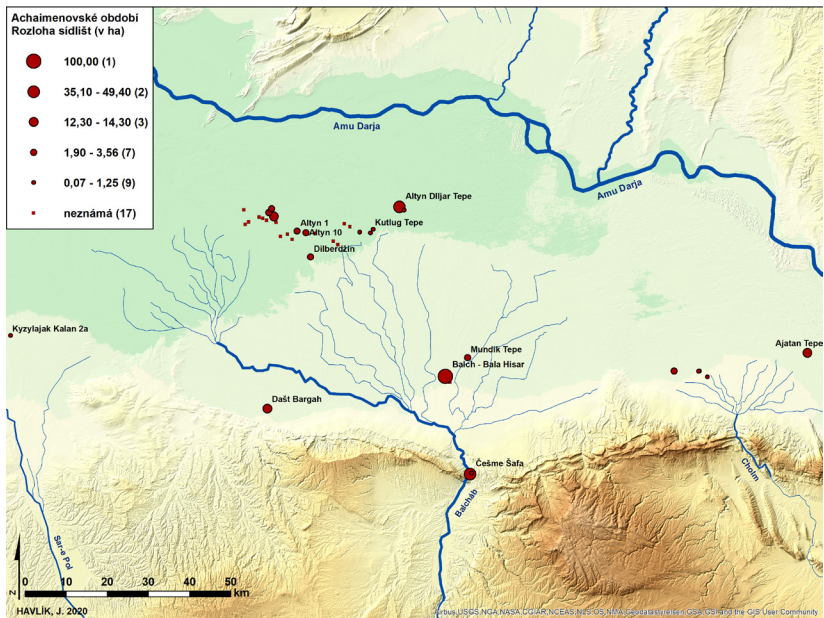 Achaimenovské období
Rozloha sídlišť (v ha)
100,00 (1)
35,10 - 49,40 (2)
12,30 - 14,30 (3)
1,90 - 3,56 (7)
0,07 - 1,25 (9)
neznámá (17)
Amu Darja
Amu Darja
Altyn Diljar Tepe
Kutlug Tepe
Altyn 1
Altyn 10
Dilberdžin
Kyzylajak Kalan 2a
Mundik Tepe
Balch - Bala Hisar
Ajatan Tepe
Dašt Bargah
Češme Šafa
Cholm
Balcháb
Sar-e Pol
N
0 10 20 30 40 50
km
HAVLÍK, J. 2020
Airbus,USGS,NGA,NASA,CGIAR,NCEAS,NLS,OS,NMA,Geodatastyrelsen,GSA,GSI and the GIS User Community